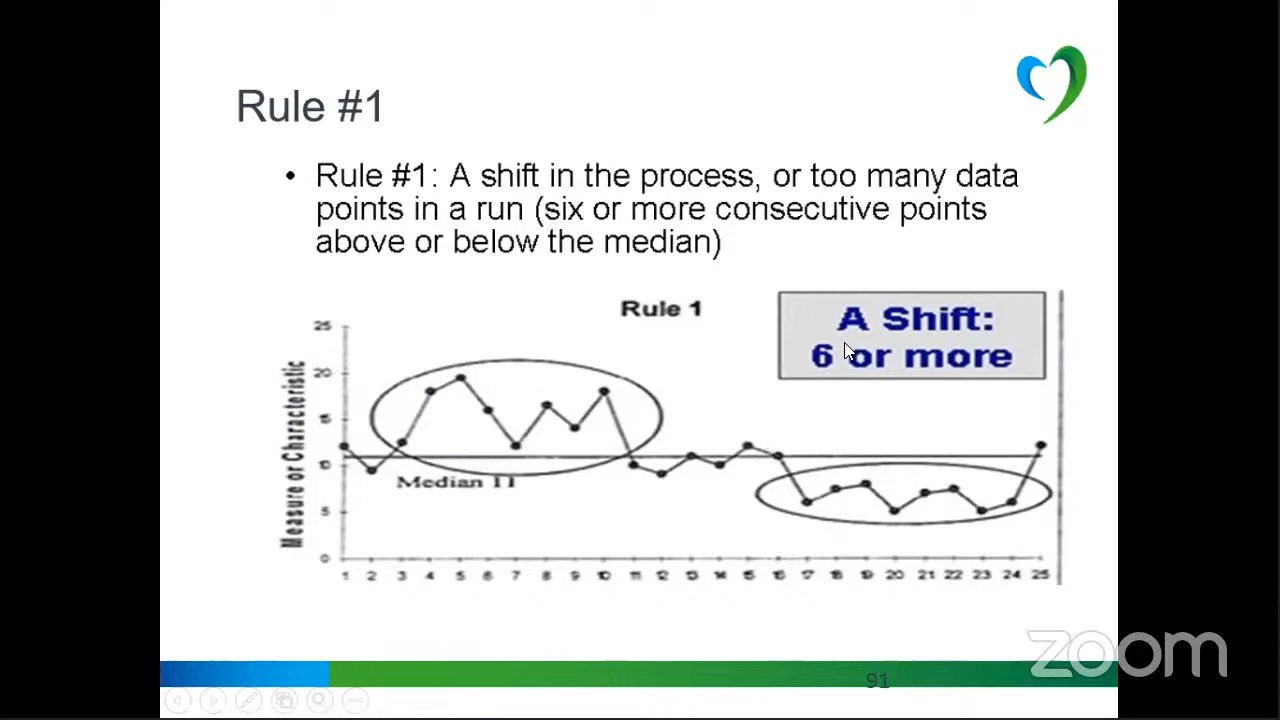 Rule #1
• Rule #1: A shift in the process, or too many data
points in a run (six or more consecutive points
above or below the median)
Rule 1
A Shift:
6 or more
Measure or Characteristic
25
20
15
10
5
0
Median 11
1 2 3 4 5 6 7 8 9 10 11 12 13 14 15 16 17 18 19 20 21 22 23 24 25
zoom
91